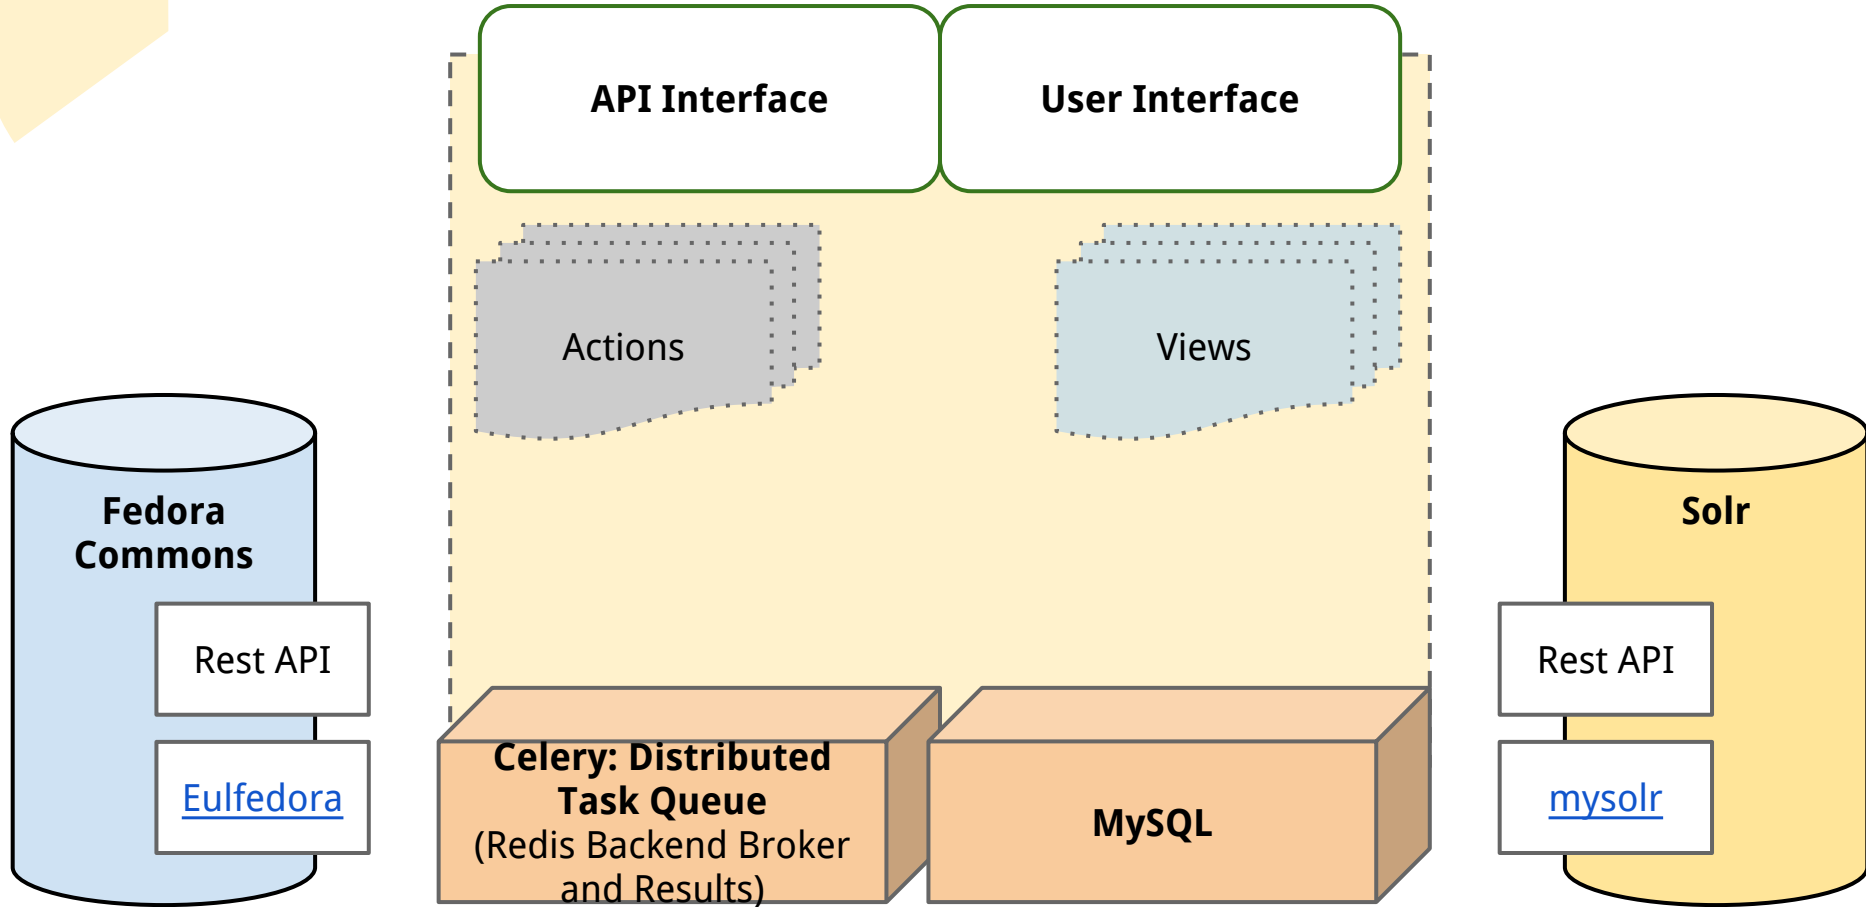 API Interface
User Interface
Actions
Views
Fedora
Commons
Rest API
Eulfedora
Celery: Distributed
Task Queue
(Redis Backend Broker
and Results)
MySQL
Solr
Rest API
mysolr